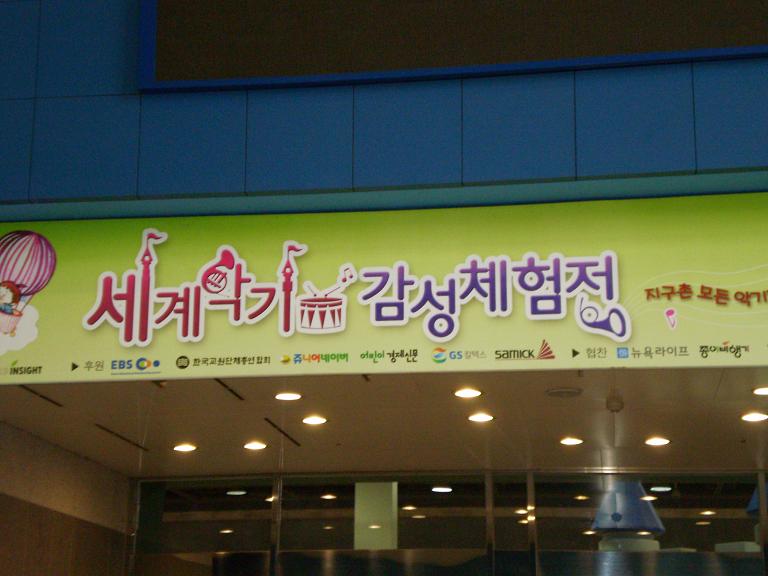 세계악기 감성체험전
지구촌 모든 악기
INSIGHT ▶ 후원 EBS 한국교원단체총연합회 쥬니어네이버 어린이 경제신문 GS 칼텍스 SAMICK ▶ 협찬 뉴욕라이프 종이비행기